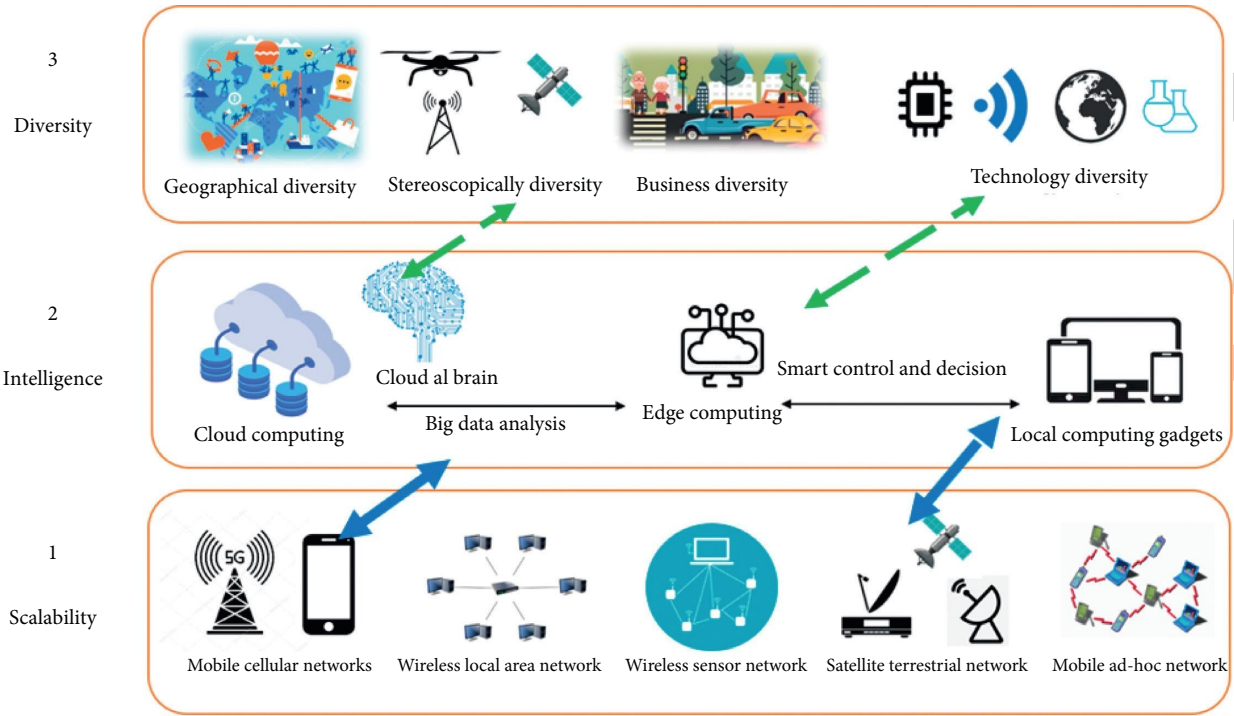 3
Diversity
Geographical diversity
Stereoscopically diversity
Business diversity
Technology diversity
2
Intelligence
Cloud al brain
Smart control and decision
Cloud computing
Big data analysis
Edge computing
Local computing gadgets
1
Scalability
5G
Mobile cellular networks
Wireless local area network
Wireless sensor network
Satellite terrestrial network
Mobile ad-hoc network